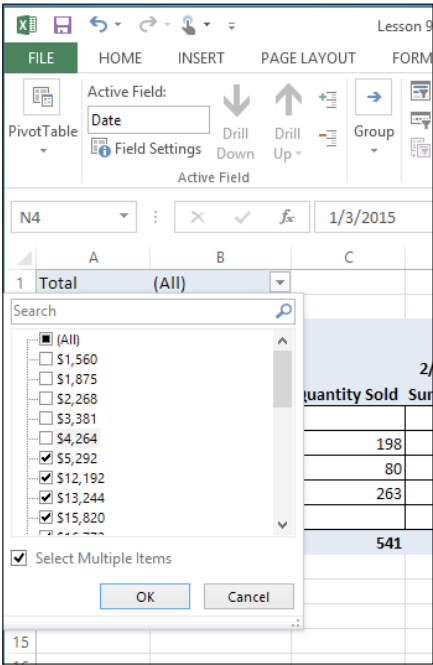 Lesson 9
FILE HOME INSERT PAGE LAYOUT FORM
PivotTable
Active Field:
Date
Field Settings
Drill Down
Drill Up
Group
Active Field
N4 fx 1/3/2015
A B C
1 Total (All)
Search
(All)
$1,560
$1,875
$2,268
$3,381
$4,264
$5,292
$12,192
$13,244
$15,820
Select Multiple Items
OK Cancel
2/
Quantity Sold Sur
198
80
263
541
15